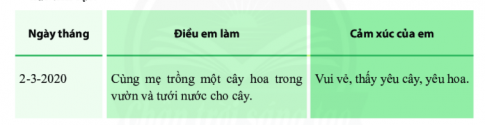 Ngày tháng
Điều em làm
Cảm xúc của em
2-3-2020
Cùng mẹ trồng một cây hoa trong
vườn và tưới nước cho cây.
Vui vẻ, thấy yêu cây, yêu hoa.